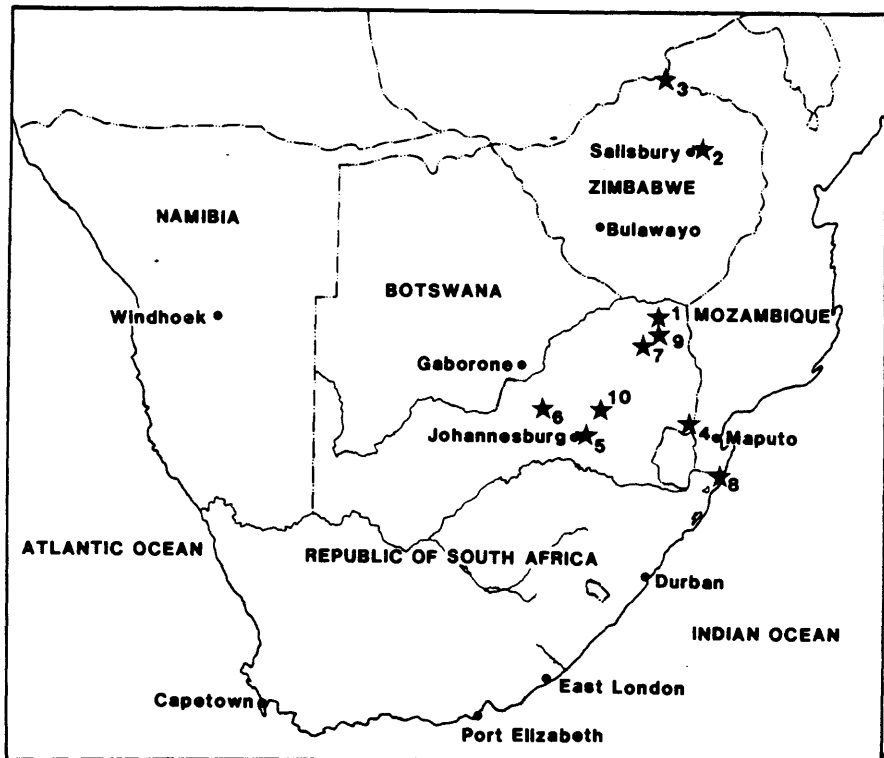 3
Salisbury 2
ZIMBABWE
NAMIBIA
Bulawayo
BOTSWANA
Windhoek
1 MOZAMBIQUE
9
7
Gaborone
10
6
Johannesburg 5
4 Maputo
8
ATLANTIC OCEAN
REPUBLIC OF SOUTH AFRICA
Durban
INDIAN OCEAN
East London
Capetown
Port Elizabeth